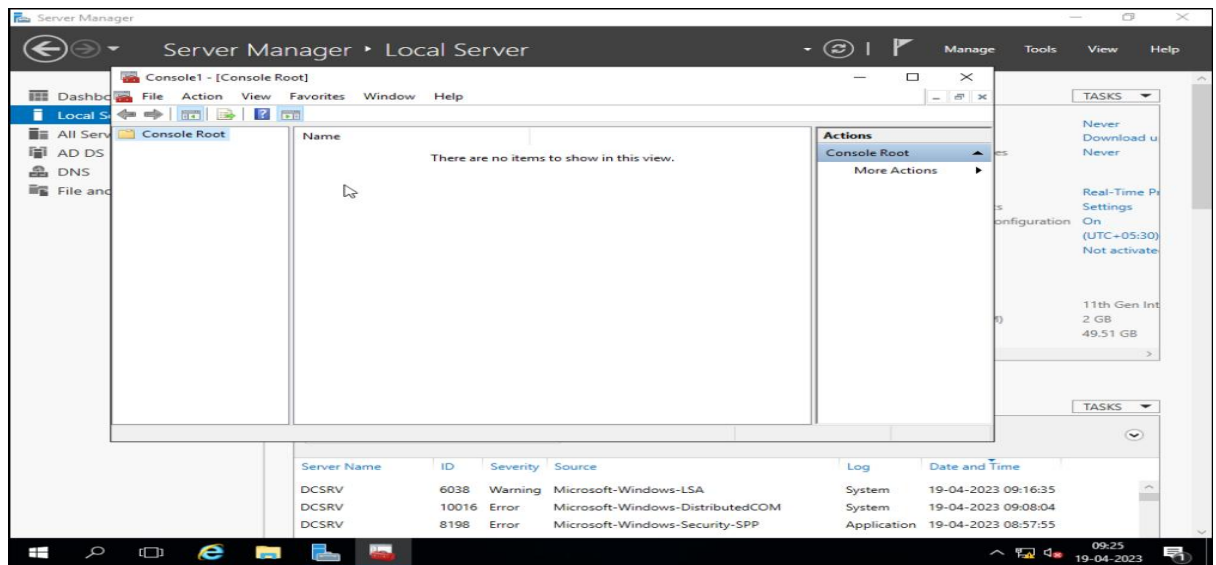 Server Manager
Server Manager ‣ Local Server
Manage Tools View Help
Console1 - [Console Root]
File Action View Favorites Window Help
Console Root
Name
There are no items to show in this view.
Actions
Console Root
More Actions
Dashbo
Local S
All Serv
AD DS
DNS
File and
TASKS
Never
Download u
es Never
Real-Time Pr
s Settings
onfiguration On
(UTC+05:30)
Not activate
11th Gen Int
2 GB
49.51 GB
TASKS
Server Name ID Severity Source Log Date and Time
DCSRV 6038 Warning Microsoft-Windows-LSA System 19-04-2023 09:16:35
DCSRV 10016 Error Microsoft-Windows-DistributedCOM System 19-04-2023 09:08:04
DCSRV 8198 Error Microsoft-Windows-Security-SPP Application 19-04-2023 08:57:55
09:25
19-04-2023
1